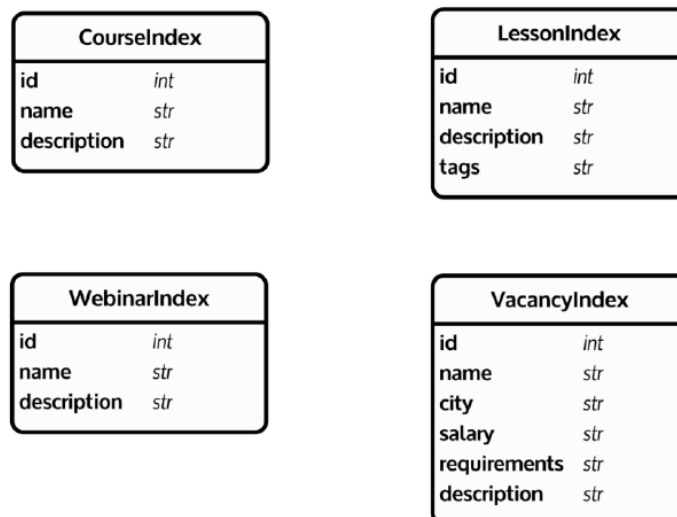 CourseIndex
id int
name str
description str
LessonIndex
id int
name str
description str
tags str
WebinarIndex
id int
name str
description str
VacancyIndex
id int
name str
city str
salary str
requirements str
description str